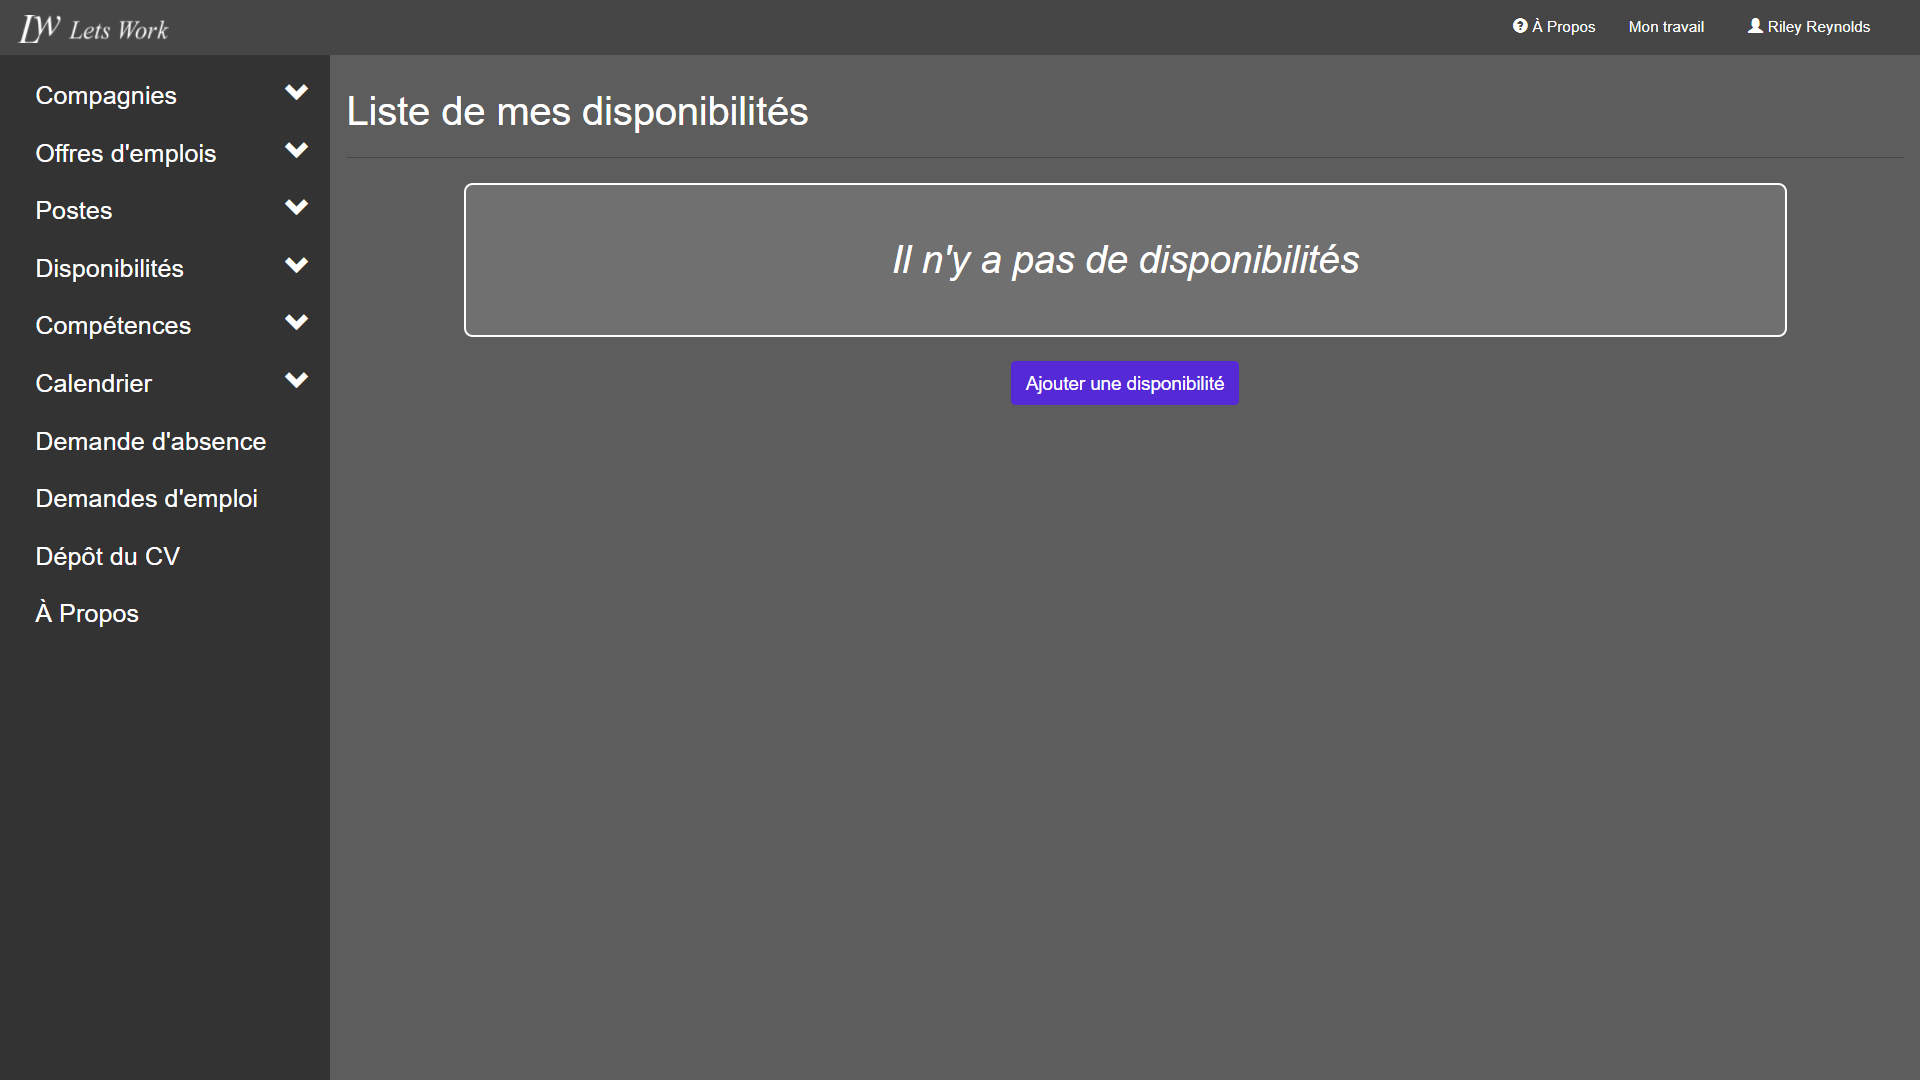 LW Lets Work
À Propos
Mon travail
Riley Reynolds
Compagnies
Offres d'emplois
Postes
Disponibilités
Compétences
Calendrier
Demande d'absence
Demandes d'emploi
Dépôt du CV
À Propos
Liste de mes disponibilités
Il n'y a pas de disponibilités
Ajouter une disponibilité